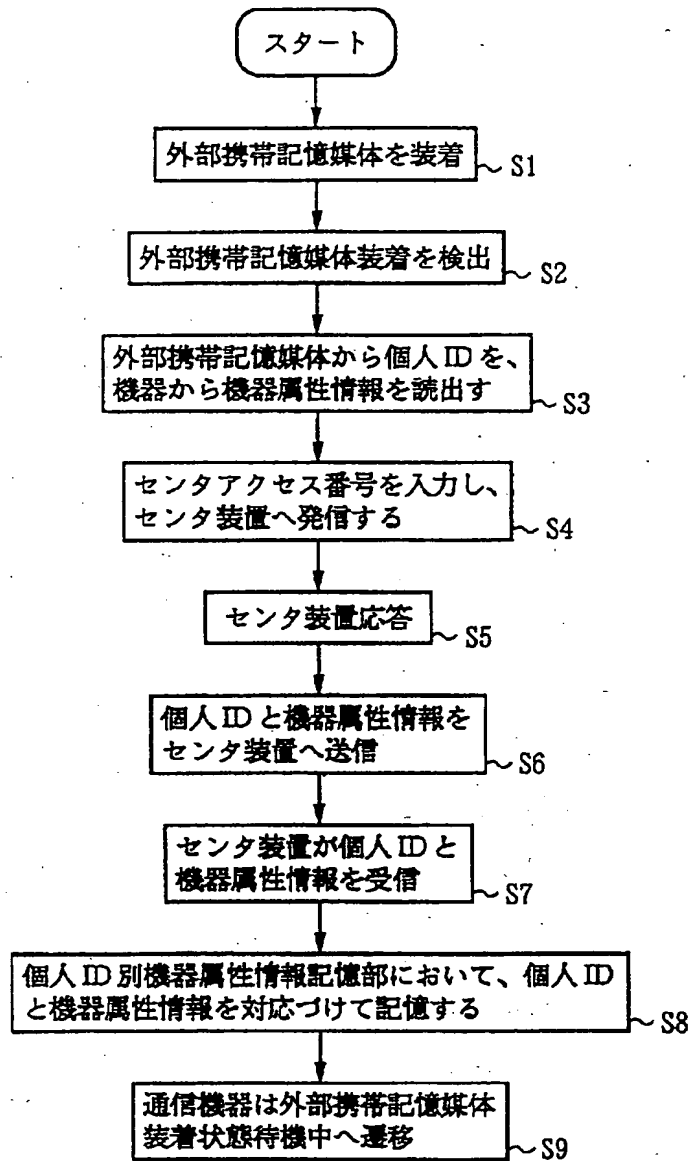 スタート
外部携帯記憶媒体を装着
S1
外部携帯記憶媒体装着を検出
S2
外部携帯記憶媒体から個人IDを、
機器から機器属性情報を読出す
S3
センタアクセス番号を入力し、
センタ装置へ発信する
S4
センタ装置応答
S5
個人IDと機器属性情報を
センタ装置へ送信
S6
センタ装置が個人IDと
機器属性情報を受信
S7
個人ID別機器属性情報記憶部において、個人ID
と機器属性情報を対応づけて記憶する
S8
通信機器は外部携帯記憶媒体
装着状態待機中へ遷移
S9